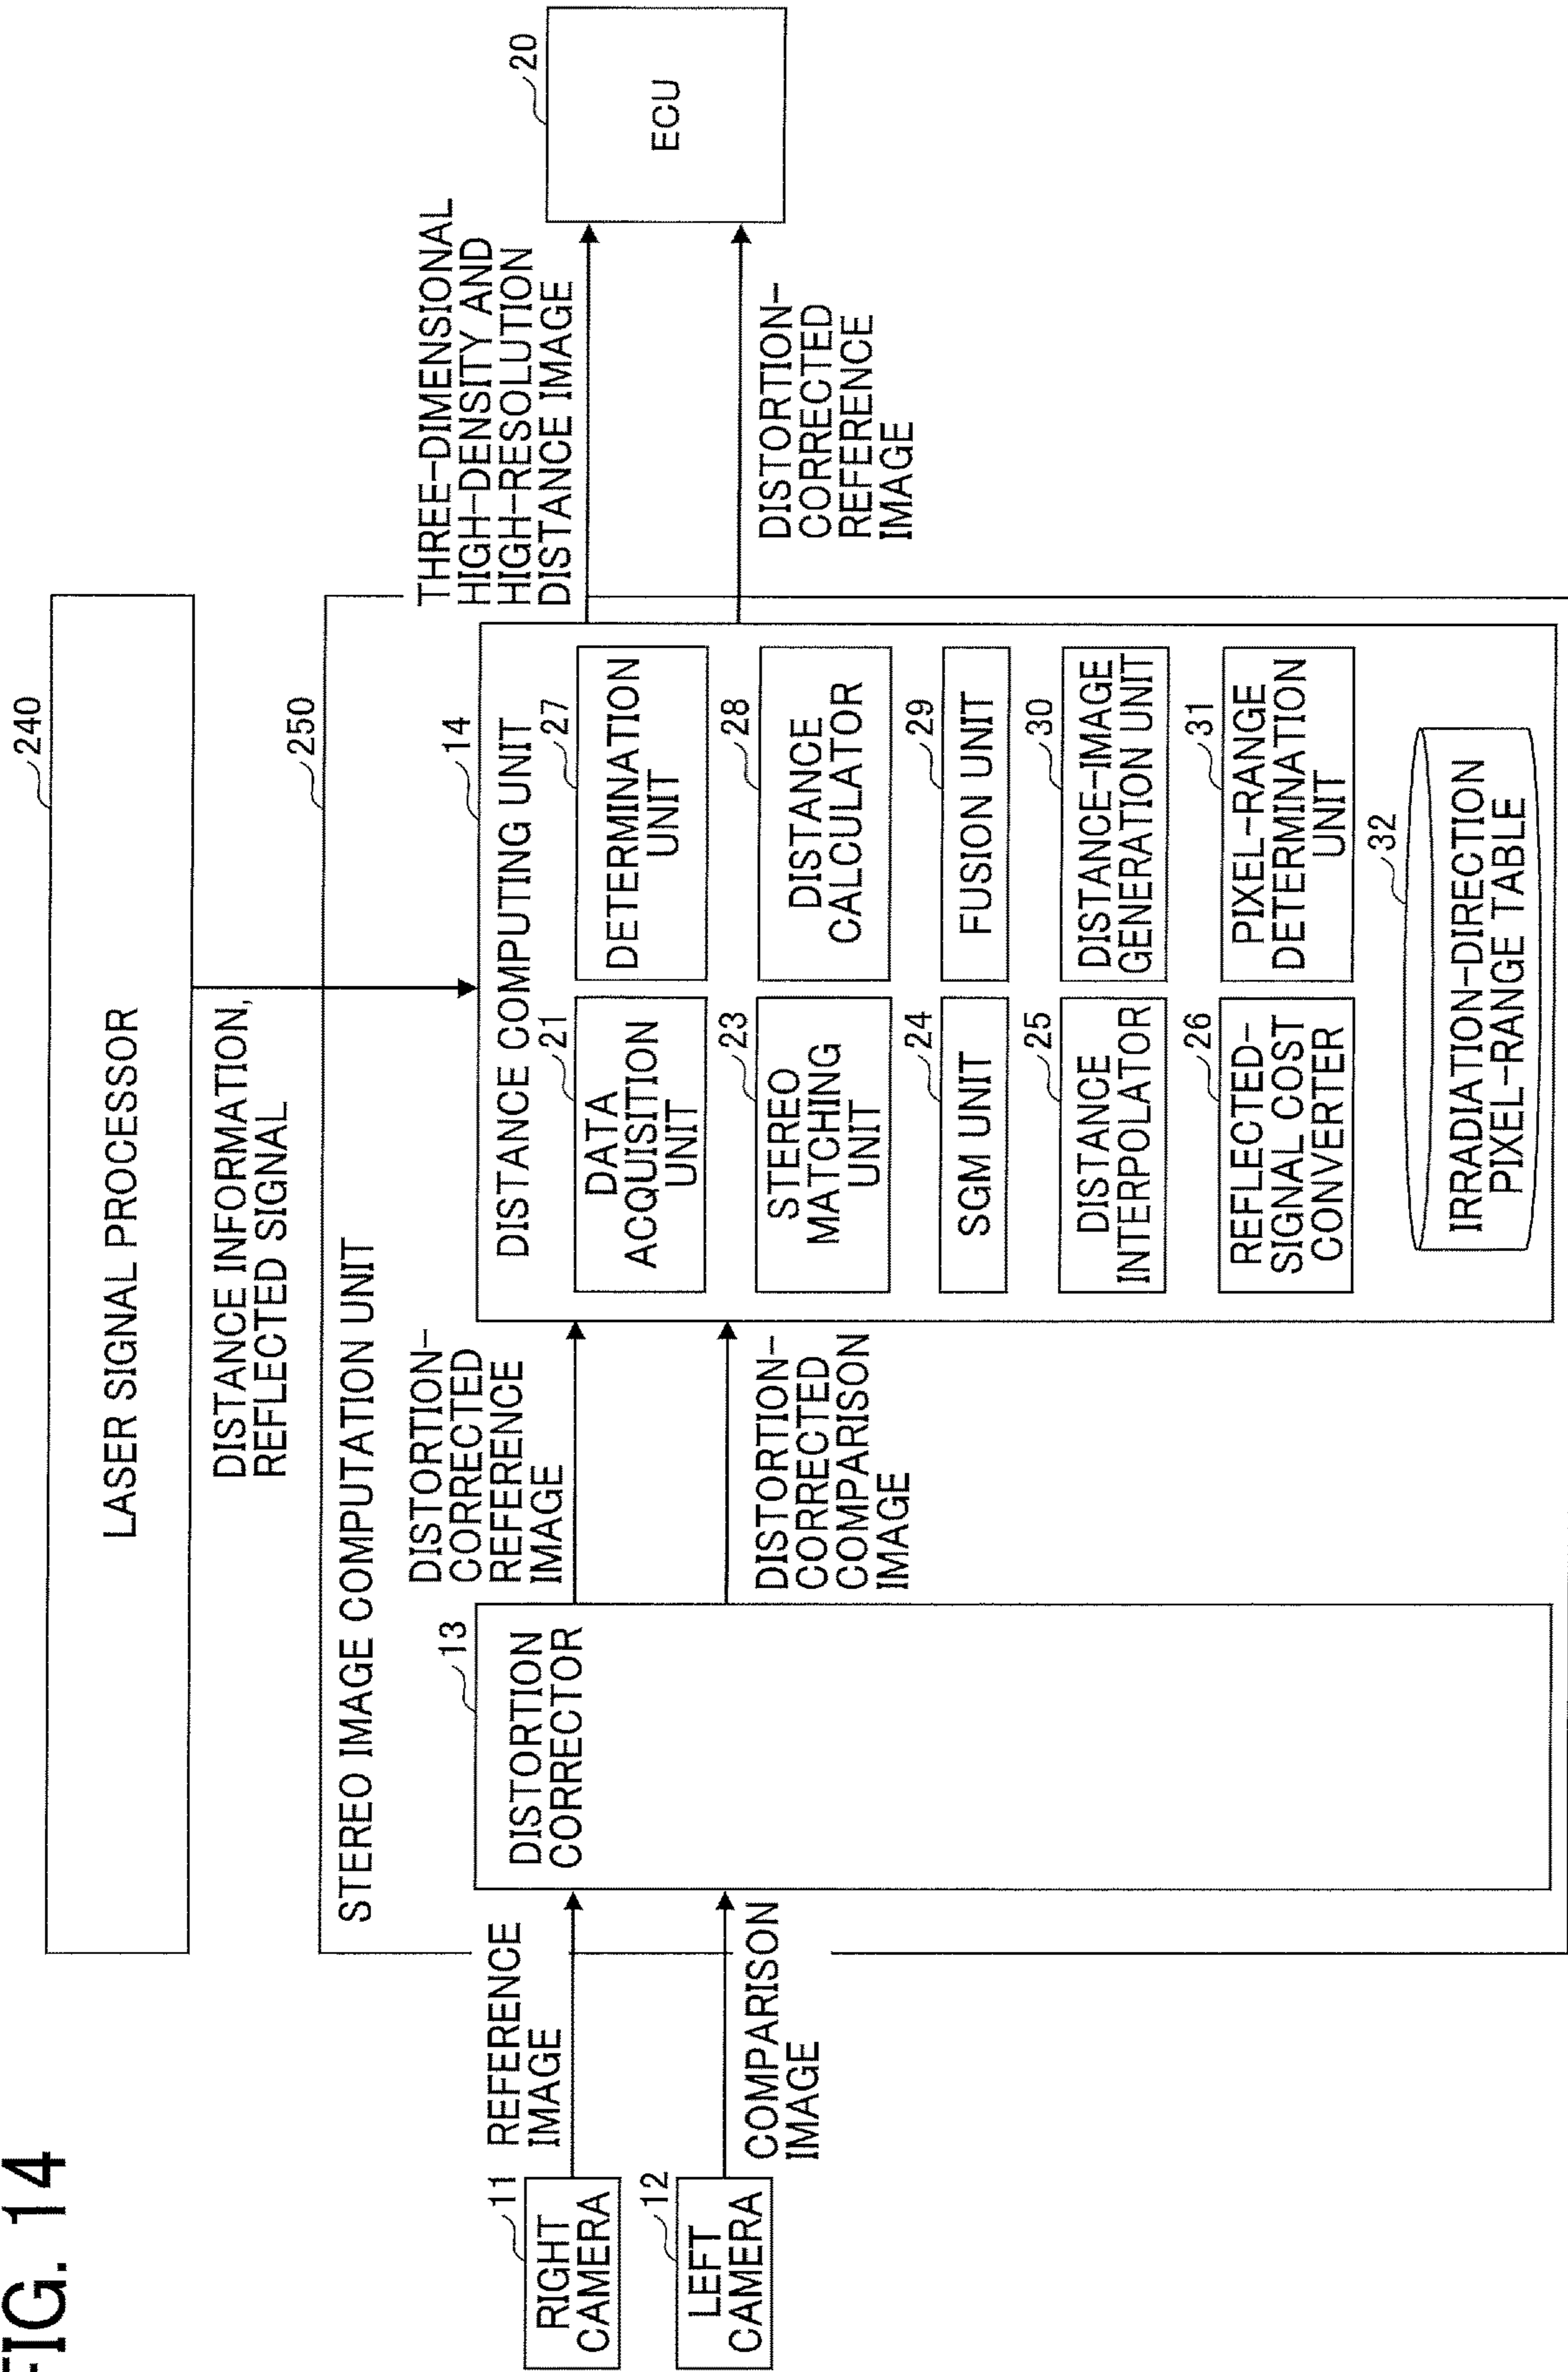 FIG. 14
240
LASER SIGNAL PROCESSOR
DISTANCE INFORMATION,
REFLECTED SIGNAL
250
STEREO IMAGE COMPUTATION UNIT
11
RIGHT
CAMERA
REFERENCE
IMAGE
12
LEFT
CAMERA
COMPARISON
IMAGE
13
DISTORTION
CORRECTOR
DISTORTION-
CORRECTED
REFERENCE
IMAGE
DISTORTION-
CORRECTED
COMPARISON
IMAGE
14
DISTANCE COMPUTING UNIT
21
DATA
ACQUISITION
UNIT
27
DETERMINATION
UNIT
23
STEREO
MATCHING
UNIT
28
DISTANCE
CALCULATOR
24
SGM UNIT
29
FUSION UNIT
25
DISTANCE
INTERPOLATOR
30
DISTANCE-IMAGE
GENERATION UNIT
26
REFLECTED-
SIGNAL COST
CONVERTER
31
PIXEL-RANGE
DETERMINATION
UNIT
32
IRRADIATION-DIRECTION
PIXEL-RANGE TABLE
THREE-DIMENSIONAL
HIGH-DENSITY AND
HIGH-RESOLUTION
DISTANCE IMAGE
DISTORTION-
CORRECTED
REFERENCE
IMAGE
20
ECU